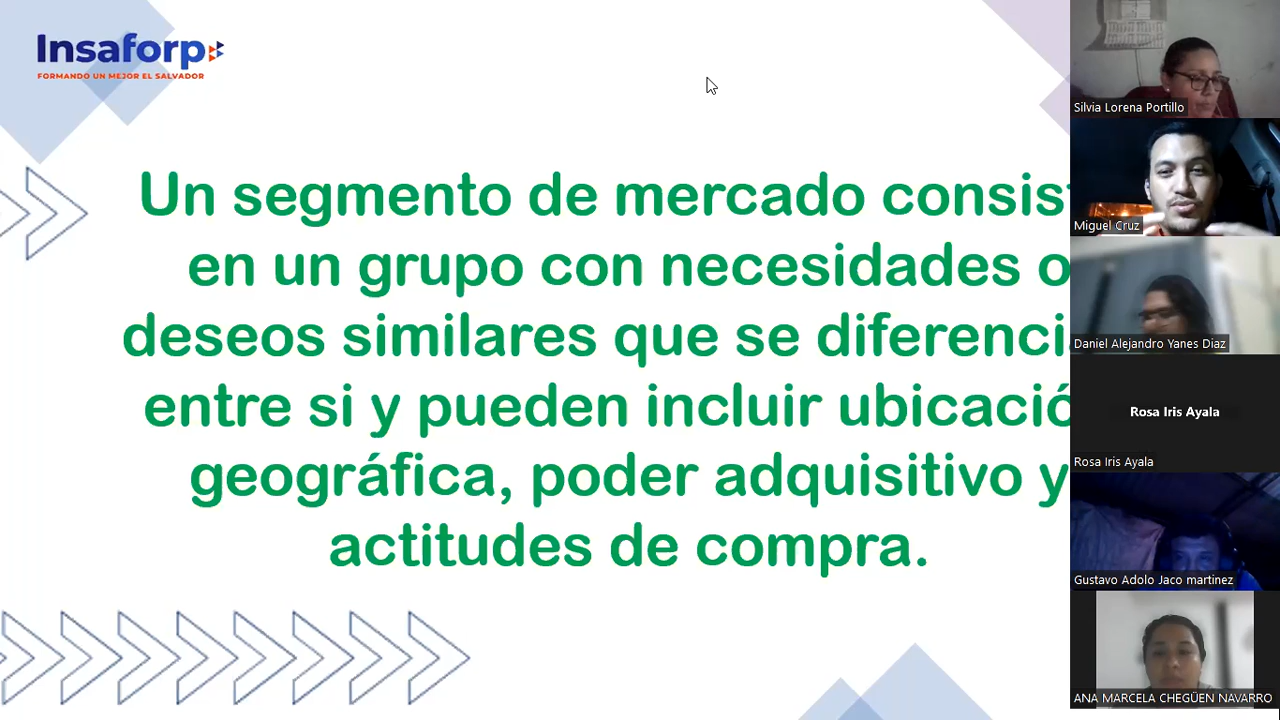 Insaforp
FORMANDO UN MEJOR EL SALVADOR
Un segmento de mercado consist
en un grupo con necesidades o
deseos similares que se diferenci
entre si y pueden incluir ubicació
geográfica, poder adquisitivo y
actitudes de compra.
Silvia Lorena Portillo
Miguel Cruz
Daniel Alejandro Yanes Diaz
Rosa Iris Ayala
Rosa Iris Ayala
Gustavo Adolo Jaco martinez
ANA MARCELA CHEGÜEN NAVARRO